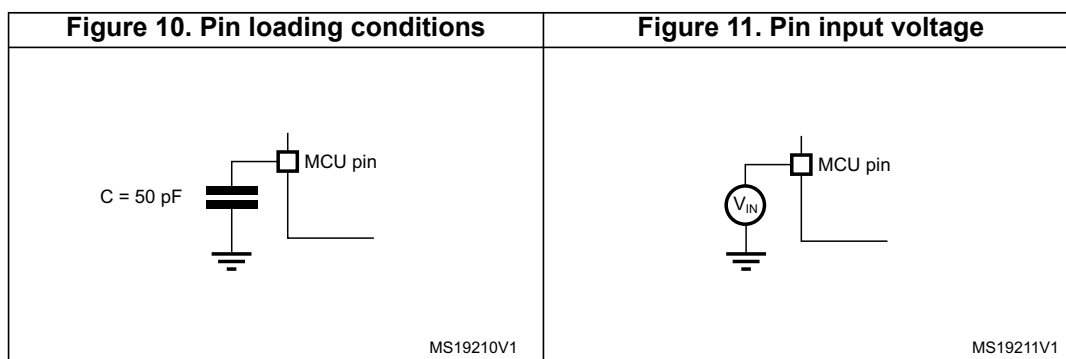 Figure 10. Pin loading conditions
Figure 11. Pin input voltage
MCU pin
C = 50 pF
MS19210V1
MCU pin
VIN
MS19211V1